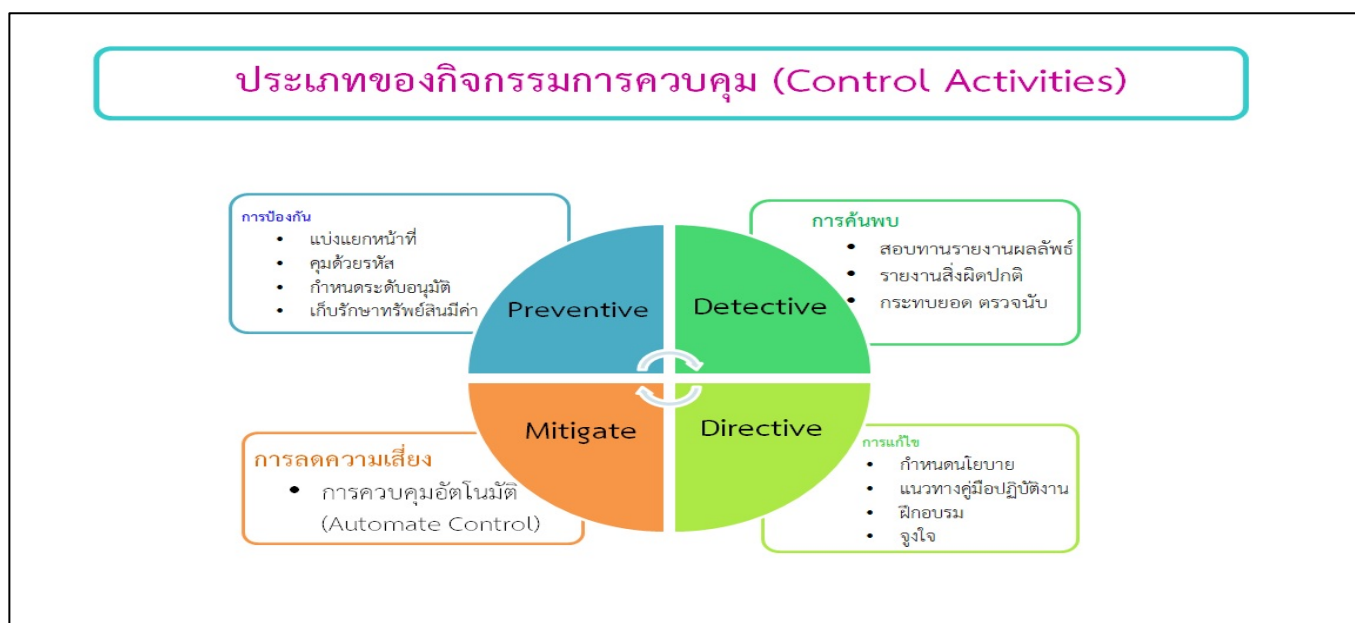 ประเภทของกิจกรรมการควบคุม (Control Activities)
การป้องกัน
• แบ่งแยกหน้าที่
• คุมด้วยรหัส
• กำหนดระดับอนุมัติ
• เก็บรักษาทรัพย์สินมีค่า
Preventive
Detective
การค้นพบ
• สอบทานรายงานผลลัพธ์
• รายงานสิ่งผิดปกติ
• กระทบยอด ตรวจนับ
การลดความเสี่ยง
• การควบคุมอัตโนมัติ
(Automate Control)
Mitigate
Directive
การแก้ไข
• กำหนดนโยบาย
• แนวทางคู่มือปฏิบัติงาน
• ฝึกอบรม
• จูงใจ